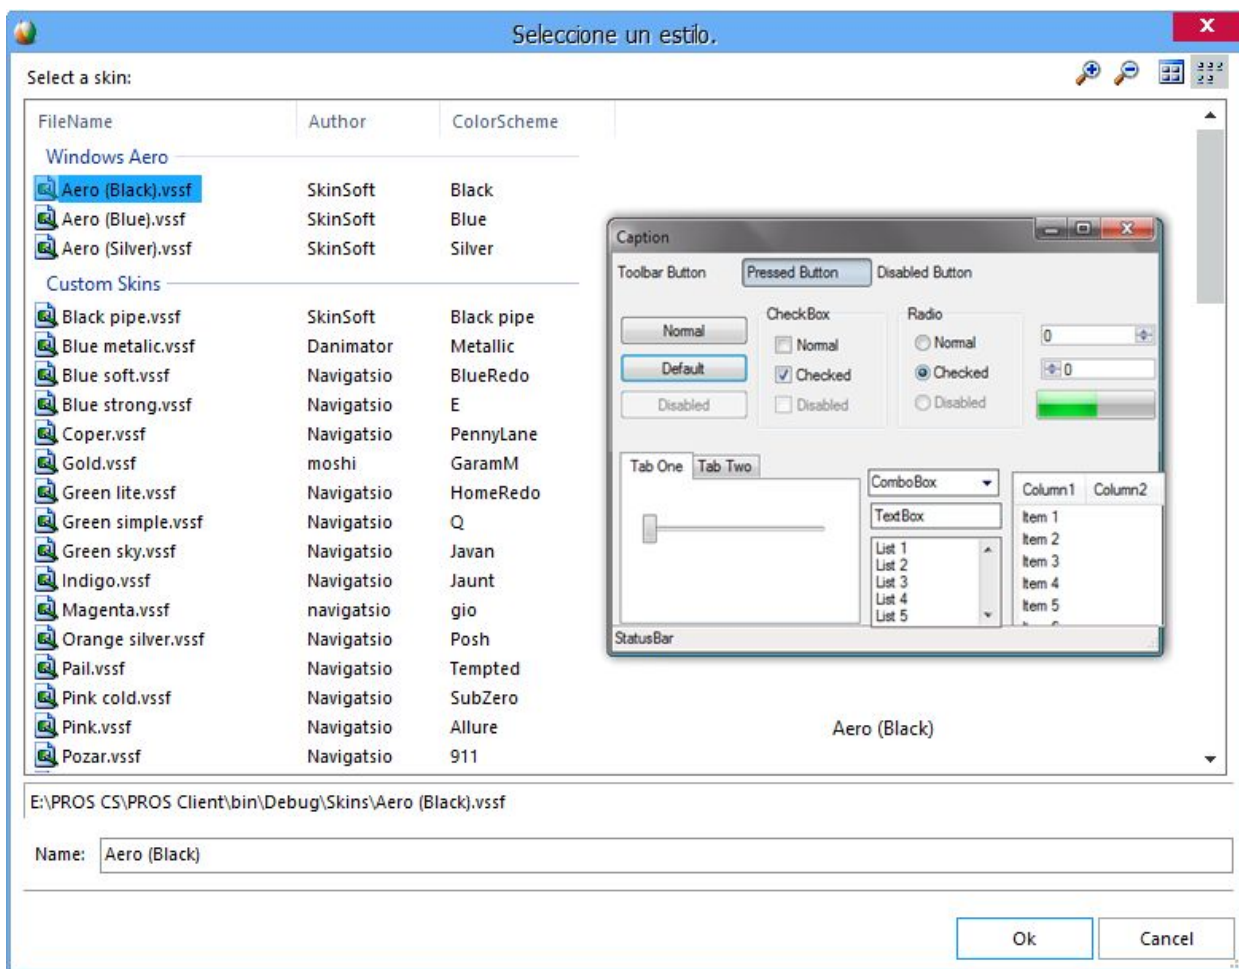 Seleccione un estilo.
x
Select a skin:
FileName Author ColorScheme
Windows Aero
Aero (Black).vssf SkinSoft Black
Aero (Blue).vssf SkinSoft Blue
Aero (Silver).vssf SkinSoft Silver
Custom Skins
Black pipe.vssf SkinSoft Black pipe
Blue metalic.vssf Danimator Metallic
Blue soft.vssf Navigatsio BlueRedo
Blue strong.vssf Navigatsio E
Coper.vssf Navigatsio PennyLane
Gold.vssf moshi GaramM
Green lite.vssf Navigatsio HomeRedo
Green simple.vssf Navigatsio Q
Green sky.vssf Navigatsio Javan
Indigo.vssf Navigatsio Jaunt
Magenta.vssf navigatsio gio
Orange silver.vssf Navigatsio Posh
Pail.vssf Navigatsio Tempted
Pink cold.vssf Navigatsio SubZero
Pink.vssf Navigatsio Allure
Pozar.vssf Navigatsio 911
Caption
Toolbar Button Pressed Button Disabled Button
Normal
Default
Disabled
CheckBox
Normal
Checked
Disabled
Radio
Normal
Checked
Disabled
0
0
Tab One Tab Two
ComboBox
TextBox
List 1
List 2
List 3
List 4
List 5
Column1 Column2
Item 1
Item 2
Item 3
Item 4
Item 5
StatusBar
Aero (Black)
E:\PROS CS\PROS Client\bin\Debug\Skins\Aero (Black).vssf
Name: Aero (Black)
Ok Cancel